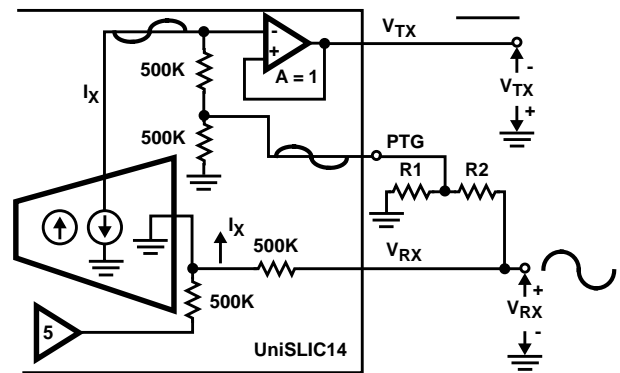 500K
-
+
A = 1
V_TX
-
V_TX
+
I_X
500K
PTG
R1
R2
I_X
500K
V_RX
500K
+
V_RX
-
5
UniSLIC14